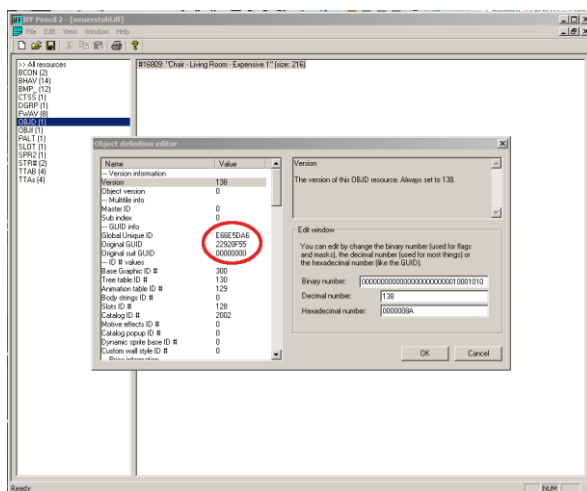 IFF Pencil 2 - [neuerstuhl.iff]
File Edit View Window Help
>> All resources
BCON (2)
BHAV (14)
BMP_ (12)
CTSS (1)
DGRP (1)
FWAV (8)
OBJD (1)
OBJf (1)
PALT (1)
SLOT (1)
SPR2 (1)
STR# (2)
TTAB (4)
TTAs (4)
#16809: "Chair - Living Room - Expensive 1" (size: 216)
Object definition editor
Name Value
--- Version information
Version 138
Object version 0
--- Multitile info
Master ID 0
Sub index 0
--- GUID info
Global Unique ID E66E5DA6
Original GUID 22920F55
Original suit GUID 00000000
--- ID # values
Base Graphic ID # 300
Tree table ID # 130
Animation table ID # 129
Body strings ID # 0
Slots ID # 128
Catalog ID # 2002
Motive effects ID # 0
Catalog popup ID # 0
Dynamic sprite base ID # 0
Custom wall style ID # 0
--- Price information
Version
The version of this OBJD resource. Always set to 138.
Edit window
You can edit by change the binary number (used for flags
and masks), the decimal number (used for most things) or
the hexadecimal number (like the GUID).
Binary number: 00000000000000000000000010001010
Decimal number: 138
Hexadecimal number: 0000008A
OK Cancel
Ready NUM